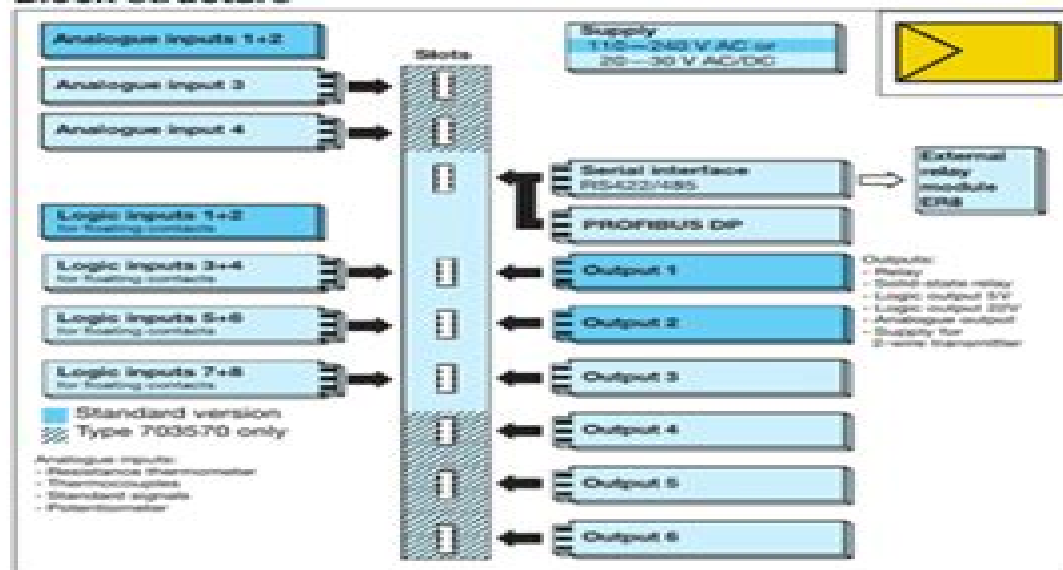 Block structure
Analogue inputs 1+2
Analogue input 3
Analogue input 4
Logic inputs 1+2
for floating contacts
Logic inputs 3+4
for floating contacts
Logic inputs 5+6
for floating contacts
Logic inputs 7+8
for floating contacts
Standard version
Type 703570 only
Analogue inputs:
- Resistance thermometer
- Thermocouples
- Standard signals
- Potentiometer
Slots
Supply
110—240 V AC or
20—30 V AC/DC
Serial interface
RS422/485
PROFIBUS DP
Output 1
Output 2
Output 3
Output 4
Output 5
Output 6
External
relay
module
ER8
Outputs:
- Relay
- Solid-state relay
- Logic output 5V
- Logic output 22V
- Analogue output
- Supply for
2-wire transmitter